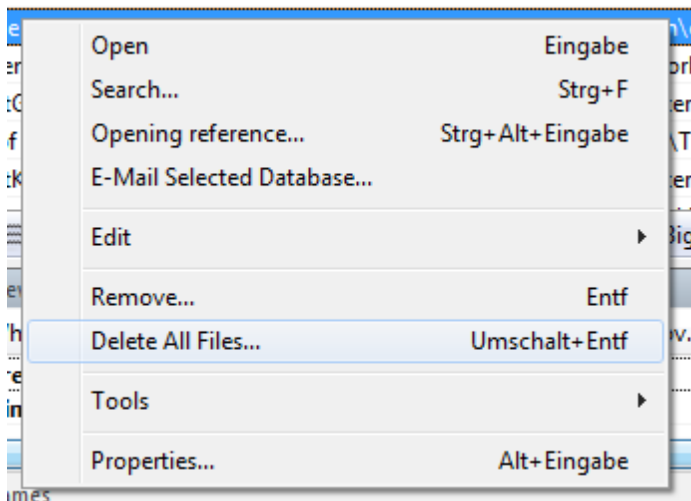 Open Eingabe
Search... Strg+F
Opening reference... Strg+Alt+Eingabe
E-Mail Selected Database...
Edit
Remove... Entf
Delete All Files... Umschalt+Entf
Tools
Properties... Alt+Eingabe